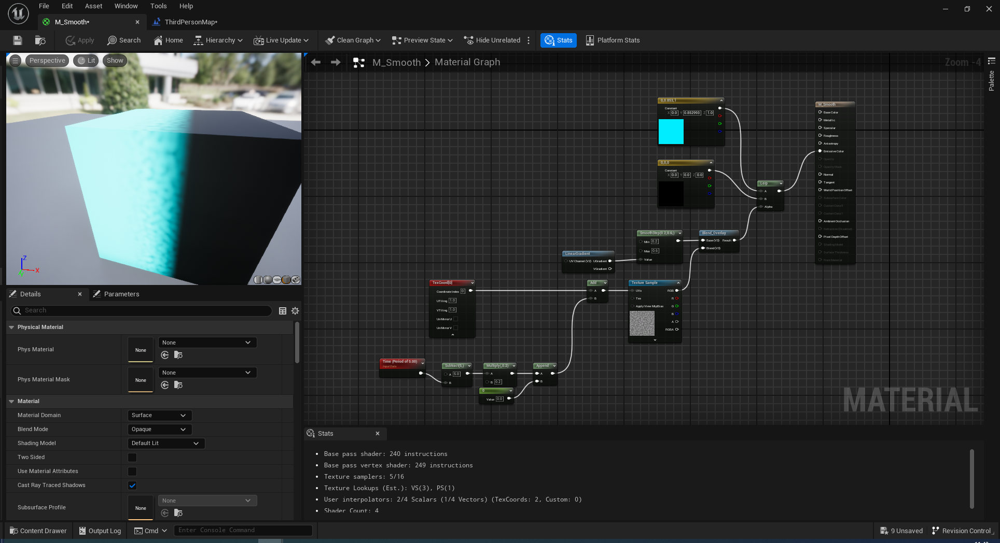 File Edit Asset Window Tools Help
M_Smooth*
ThirdPersonMap*
Apply Search Home Hierarchy Live Update Clean Graph Preview State Hide Unrelated Stats Platform Stats
Perspective Lit Show
M_Smooth > Material Graph
Zoom -4
Palette
Z
X
0,0.853,1
Constant
X 0.0 Y 0.852993 Z 1.0
0,0,0
Constant
X 0.0 Y 0.0 Z 0.0
M_Smooth
Base Color
Metallic
Specular
Roughness
Anisotropy
Emissive Color
Opacity
Opacity Mask
Normal
Tangent
World Position Offset
Subsurface Color
Custom Data 0
Custom Data 1
Ambient Occlusion
Refraction (Disabled)
Pixel Depth Offset
Shading Model
Surface Thickness
Front Material
Lerp
A
B
Alpha
SmoothStep(0.2,0.6,)
Min 0.2
Max 0.6
Value
Blend_Overlay
Base (V3) Result
Blend (V3)
LinearGradient
UV Channel (V2) UGradient
VGradient
TexCoord[0]
Coordinate Index 0
UTiling 1.0
VTiling 1.0
UnMirror U
UnMirror V
Add
A
B
Texture Sample
UVs RGB
Tex R
Apply View MipBias G
B
A
RGBA
Time (Period of 5.00)
Input Data
Subtract(5,)
A 5.0
B
Multiply(,0.2)
A
B 0.2
Append
A
B
0
Value 0.0
MATERIAL
Details
Parameters
Search
Physical Material
Phys Material
None
None
Phys Material Mask
None
None
Material
Material Domain Surface
Blend Mode Opaque
Shading Model Default Lit
Two Sided
Use Material Attributes
Cast Ray Traced Shadows
Subsurface Profile
None
None
Stats
Base pass shader: 240 instructions
Base pass vertex shader: 249 instructions
Texture samplers: 5/16
Texture Lookups (Est.): VS(3), PS(1)
User interpolators: 2/4 Scalars (1/4 Vectors) (TexCoords: 2, Custom: 0)
Shader Count: 4
Content Drawer Output Log Cmd Enter Console Command 9 Unsaved Revision Control